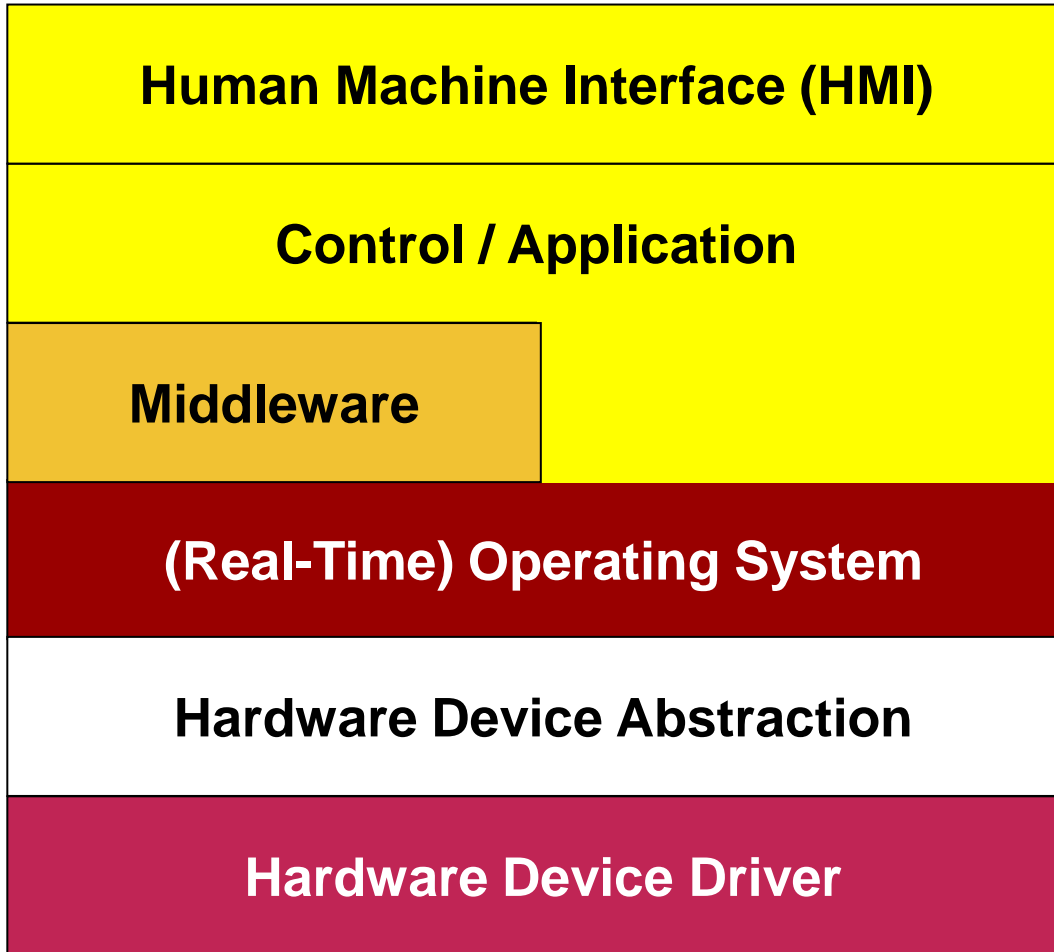 Human Machine Interface (HMI)
Control / Application
Middleware
(Real-Time) Operating System
Hardware Device Abstraction
Hardware Device Driver